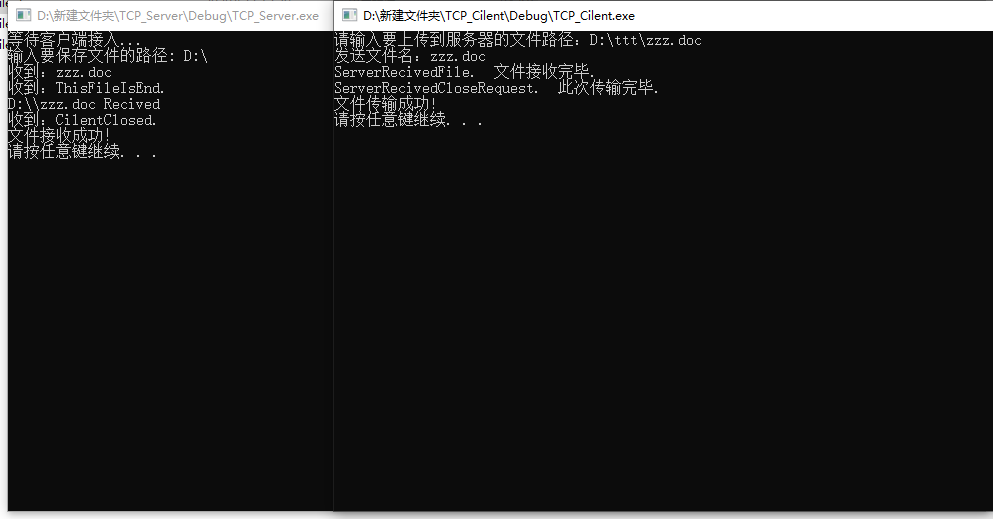 D:\新建文件夹\TCP_Server\Debug\TCP_Server.exe
等待客户端接入...
输入要保存文件的路径: D:\
收到: zzz.doc
收到: ThisFileIsEnd.
D:\\zzz.doc Recived
收到: CilentClosed.
文件接收成功!
请按任意键继续. . .
D:\新建文件夹\TCP_Cilent\Debug\TCP_Cilent.exe
请输入要上传到服务器的文件路径: D:\ttt\zzz.doc
发送文件名: zzz.doc
ServerRecivedFile.  文件接收完毕.
ServerRecivedCloseRequest.  此次传输完毕.
文件传输成功!
请按任意键继续. . .